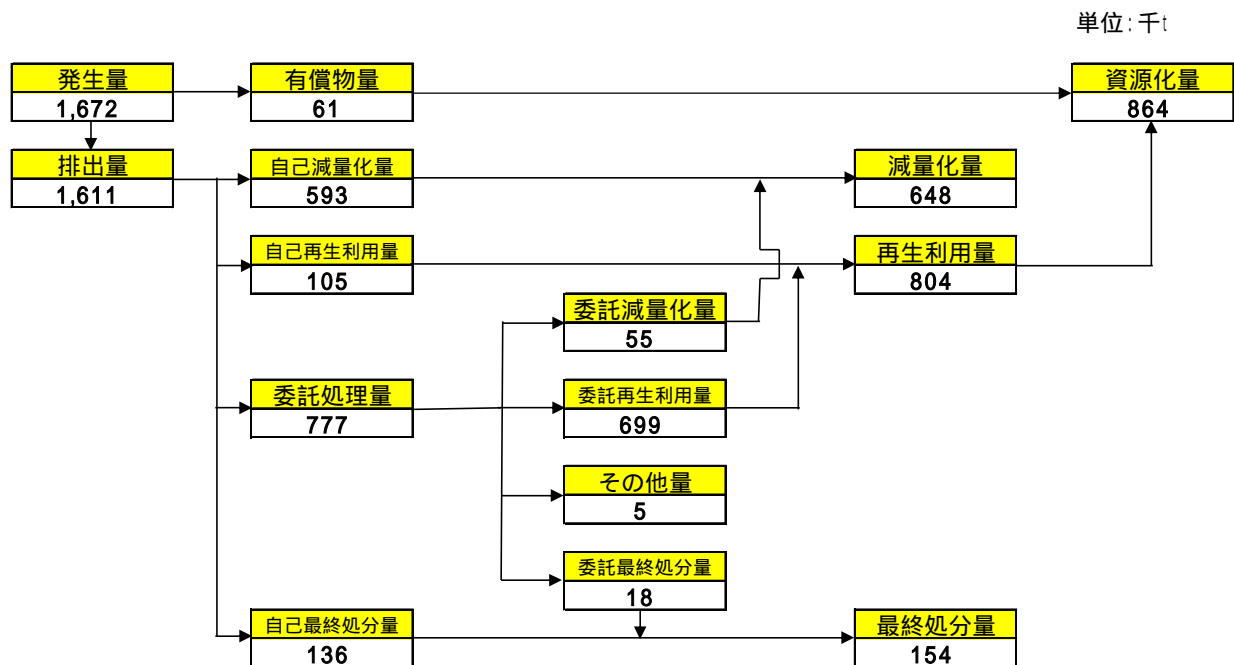 単位:千t
発生量
1,672
有償物量
61
資源化量
864
排出量
1,611
自己減量化量
593
減量化量
648
自己再生利用量
105
再生利用量
804
委託減量化量
55
委託処理量
777
委託再生利用量
699
その他量
5
委託最終処分量
18
自己最終処分量
136
最終処分量
154